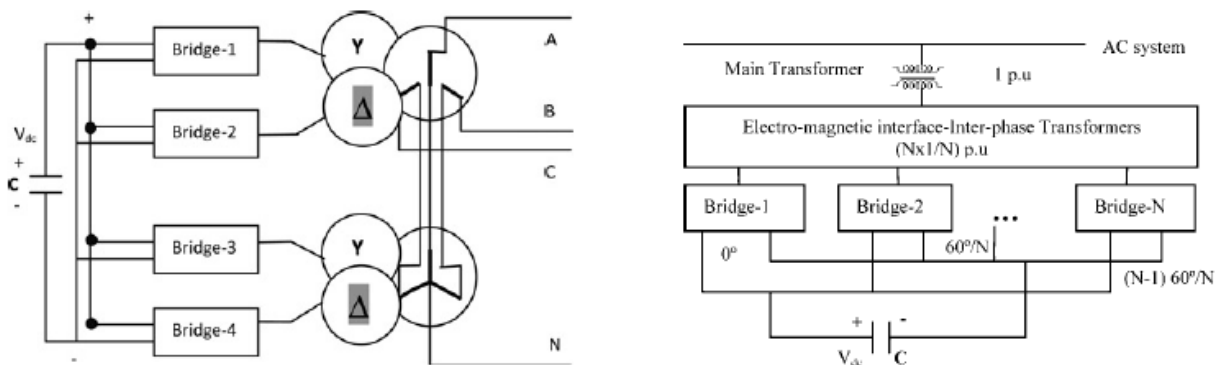 +
Bridge-1
Y
A
Δ
B
Bridge-2
V_dc
+
C
-
C
Bridge-3
Y
Δ
Bridge-4
-
N
AC system
Main Transformer
1 p.u
Electro-magnetic interface-Inter-phase Transformers
(Nx1/N) p.u
Bridge-1
Bridge-2
...
Bridge-N
0°
60°/N
(N-1) 60°/N
+
-
V_dc
C